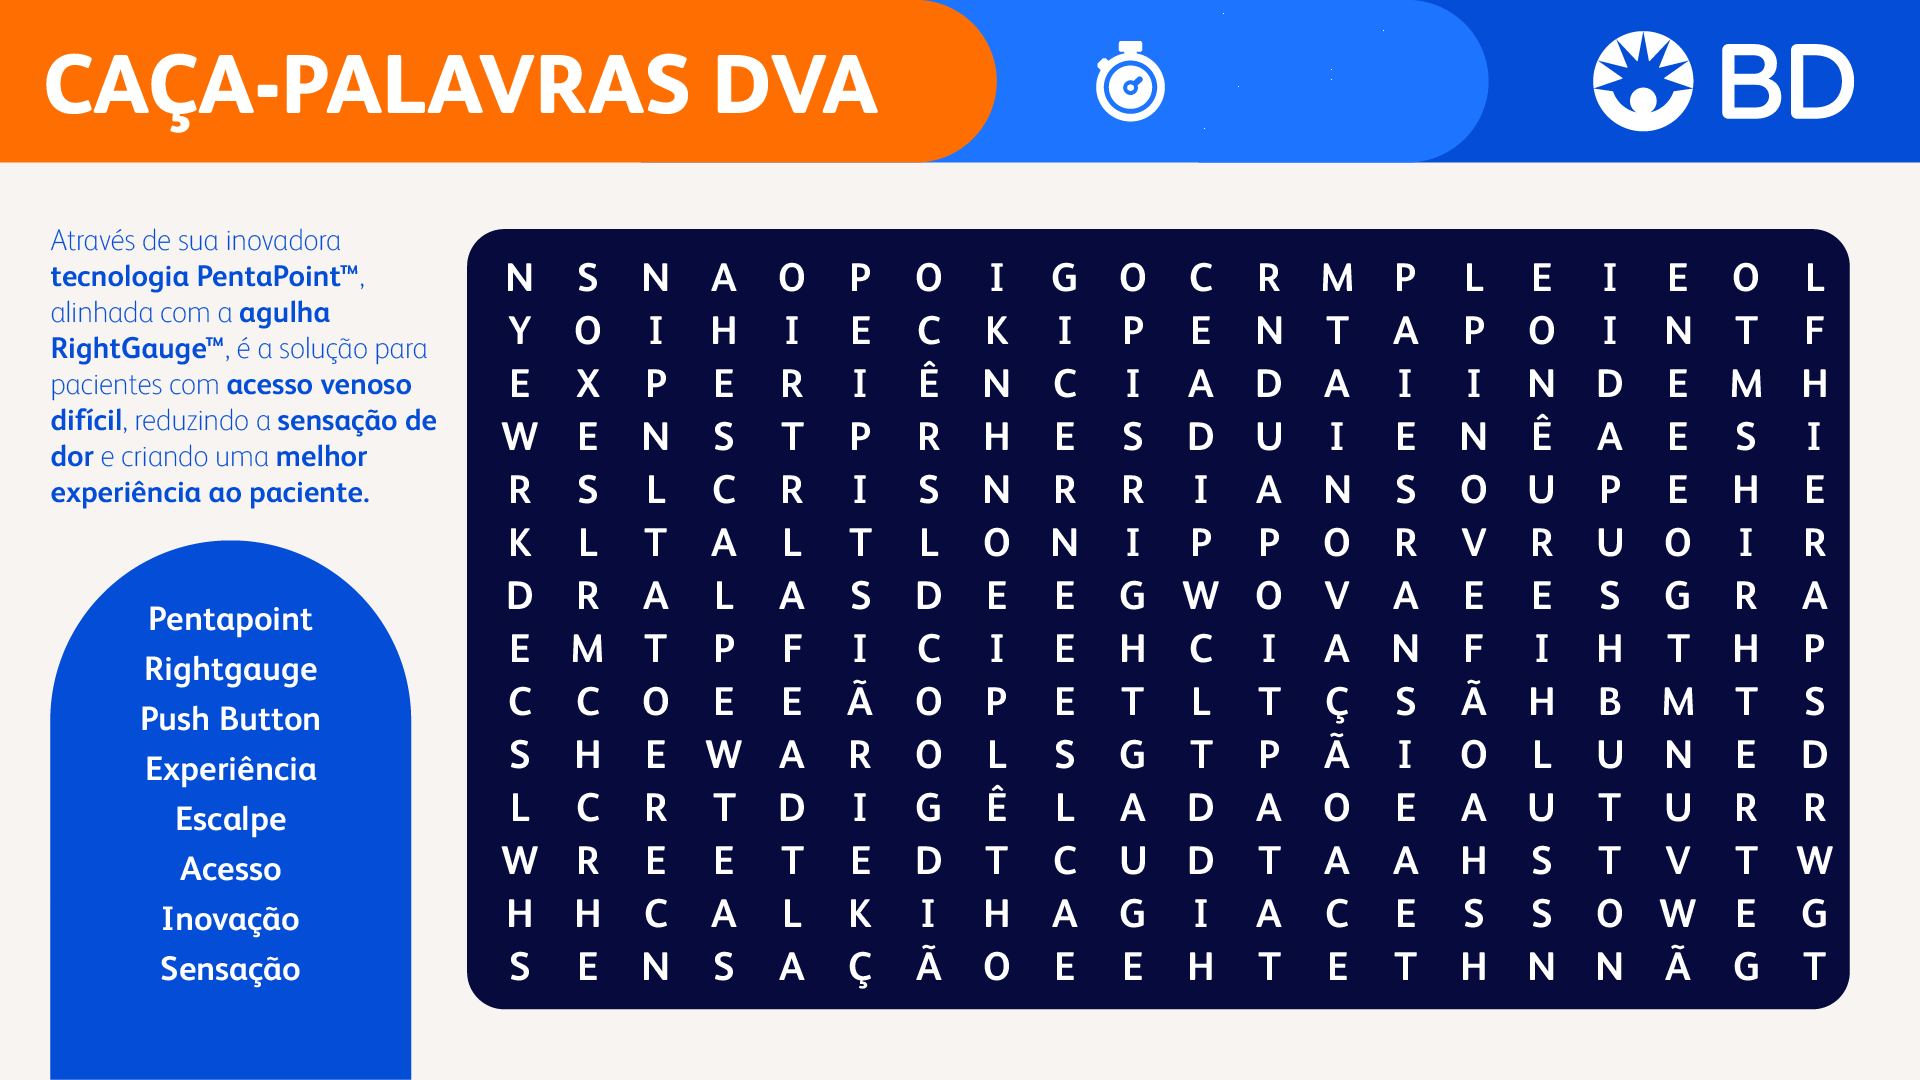 CAÇA-PALAVRAS DVA
BD
Através de sua inovadora
tecnologia PentaPoint™,
alinhada com a agulha
RightGauge™, é a solução para
pacientes com acesso venoso
difícil, reduzindo a sensação de
dor e criando uma melhor
experiência ao paciente.
Pentapoint
Rightgauge
Push Button
Experiência
Escalpe
Acesso
Inovação
Sensação
N S N A O P O I G O C R M P L E I E O L
Y O I H I E C K I P E N T A P O I N T F
E X P E R I Ê N C I A D A I I N D E M H
W E N S T P R H E S D U I E N Ê A E S I
R S L C R I S N R R I A N S O U P E H E
K L T A L T L O N I P P O R V R U O I R
D R A L A S D E E G W O V A E E S G R A
E M T P F I C I E H C I A N F I H T H P
C C O E E Ã O P E T L T Ç S Ã H B M T S
S H E W A R O L S G T P Ã I O L U N E D
L C R T D I G Ê L A D A O E A U T U R R
W R E E T E D T C U D T A A H S T V T W
H H C A L K I H A G I A C E S S O W E G
S E N S A Ç Ã O E E H T E T H N N Ã G T